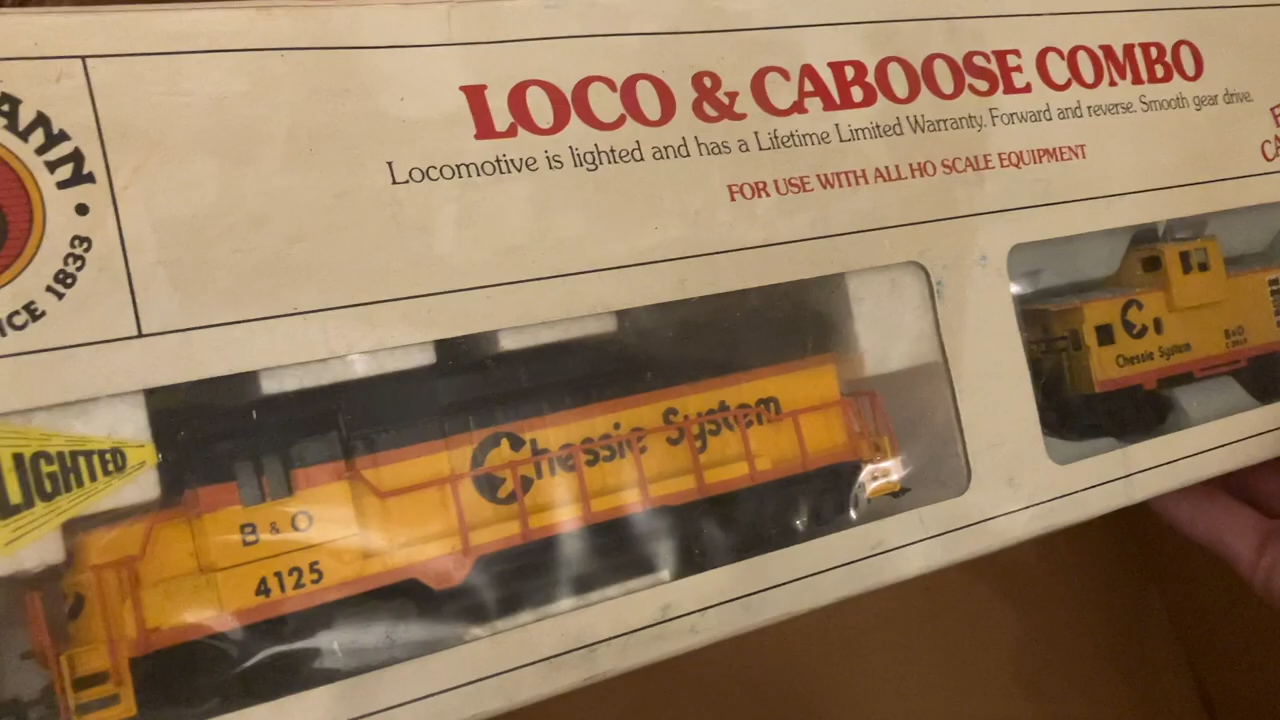 ANN
• 1833
LOCO & CABOOSE COMBO
Locomotive is lighted and has a Lifetime Limited Warranty. Forward and reverse. Smooth gear drive.
FOR USE WITH ALL HO SCALE EQUIPMENT
LIGHTED
Chessie System
B & O
4125
Chessie System
B&O